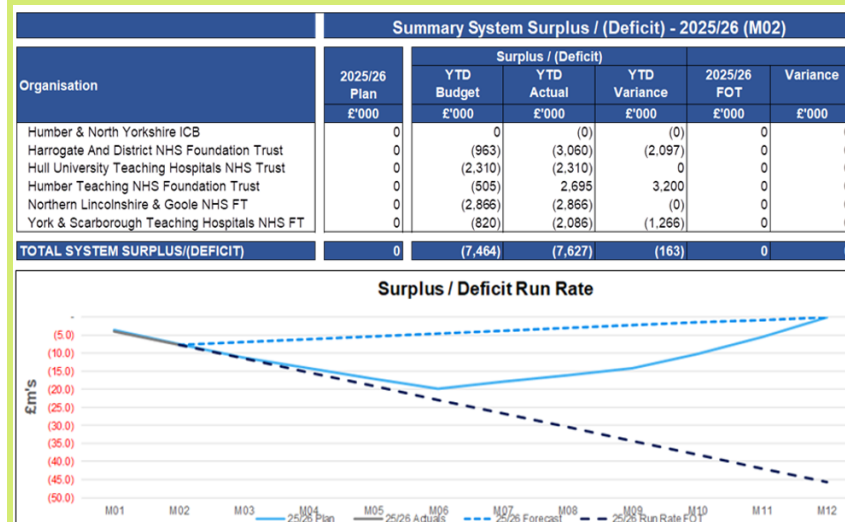 Summary System Surplus / (Deficit) - 2025/26 (M02)
Surplus / (Deficit)
Organisation 2025/26 Plan YTD Budget YTD Actual YTD Variance 2025/26 FOT Variance
£'000 £'000 £'000 £'000 £'000 £'000
Humber & North Yorkshire ICB 0 0 (0) (0) 0
Harrogate And District NHS Foundation Trust 0 (963) (3,060) (2,097) 0
Hull University Teaching Hospitals NHS Trust 0 (2,310) (2,310) 0 0
Humber Teaching NHS Foundation Trust 0 (505) 2,695 3,200 0
Northern Lincolnshire & Goole NHS FT 0 (2,866) (2,866) (0) 0
York & Scarborough Teaching Hospitals NHS FT 0 (820) (2,086) (1,266) 0
TOTAL SYSTEM SURPLUS/(DEFICIT) 0 (7,464) (7,627) (163) 0
Surplus / Deficit Run Rate
£m's
-
(5.0)
(10.0)
(15.0)
(20.0)
(25.0)
(30.0)
(35.0)
(40.0)
(45.0)
(50.0)
M01 M02 M03 M04 M05 M06 M07 M08 M09 M10 M11 M12
25/26 Plan 25/26 Actuals 25/26 Forecast 25/26 Run Rate FOT